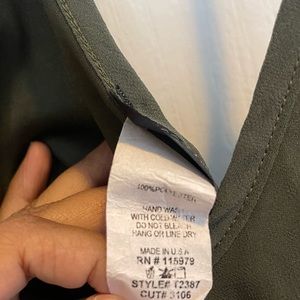 100% POLYESTER
HAND WASH
WITH COLD WATER
DO NOT BLEACH
HANG OR LINE DRY
MADE IN U.S.A
RN # 115979
STYLE# T2387
CUT# 3106